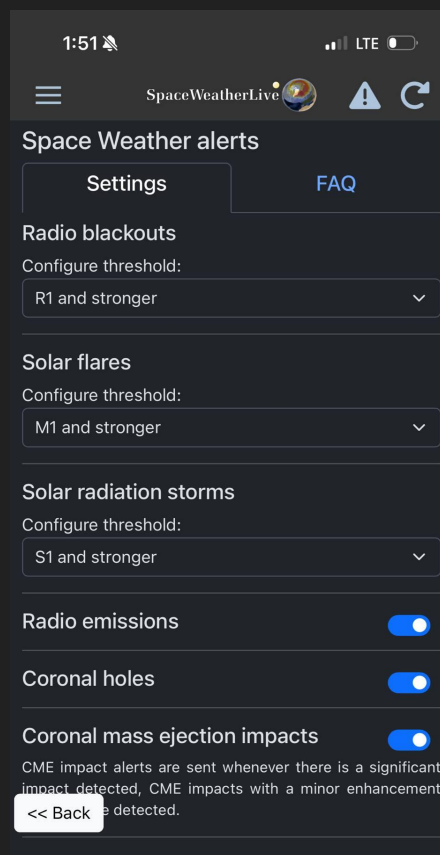 1:51 LTE
SpaceWeatherLive
Space Weather alerts
Settings FAQ
Radio blackouts
Configure threshold:
R1 and stronger
Solar flares
Configure threshold:
M1 and stronger
Solar radiation storms
Configure threshold:
S1 and stronger
Radio emissions
Coronal holes
Coronal mass ejection impacts
CME impact alerts are sent whenever there is a significant
impact detected, CME impacts with a minor enhancement
<< Back detected.